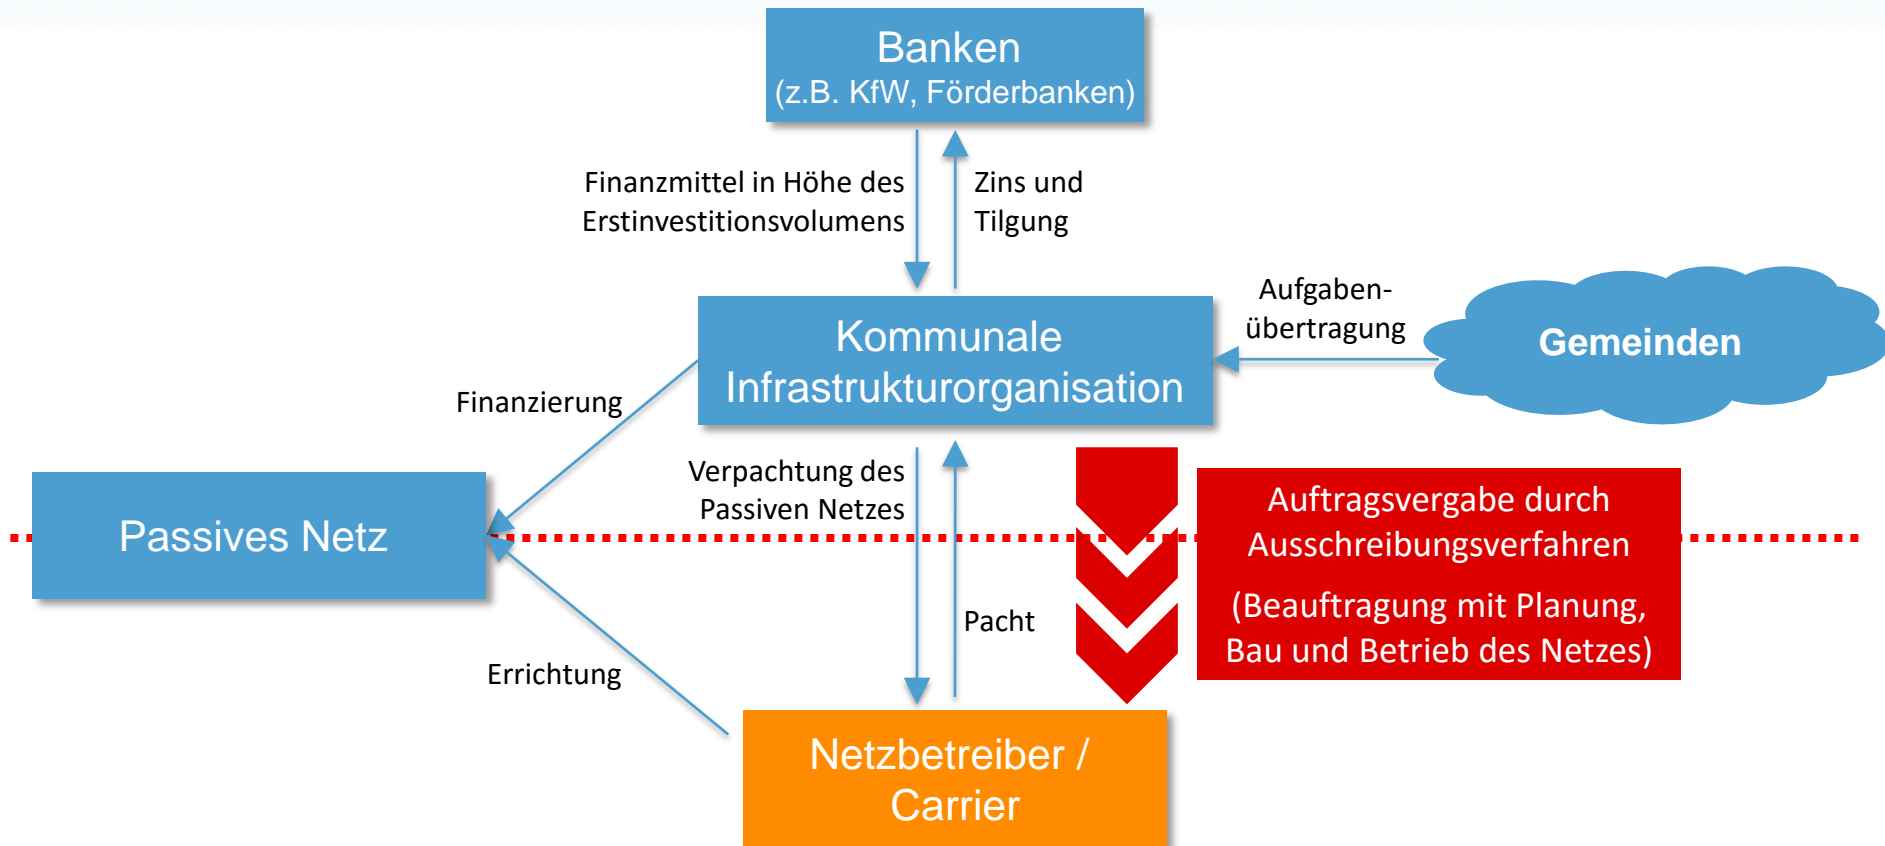 Banken
(z.B. KfW, Förderbanken)
Finanzmittel in Höhe des
Erstinvestitionsvolumens
Zins und
Tilgung
Aufgaben-
übertragung
Gemeinden
Kommunale
Infrastrukturorganisation
Finanzierung
Verpachtung des
Passiven Netzes
Passives Netz
Auftragsvergabe durch
Ausschreibungsverfahren
(Beauftragung mit Planung,
Bau und Betrieb des Netzes)
Pacht
Errichtung
Netzbetreiber /
Carrier